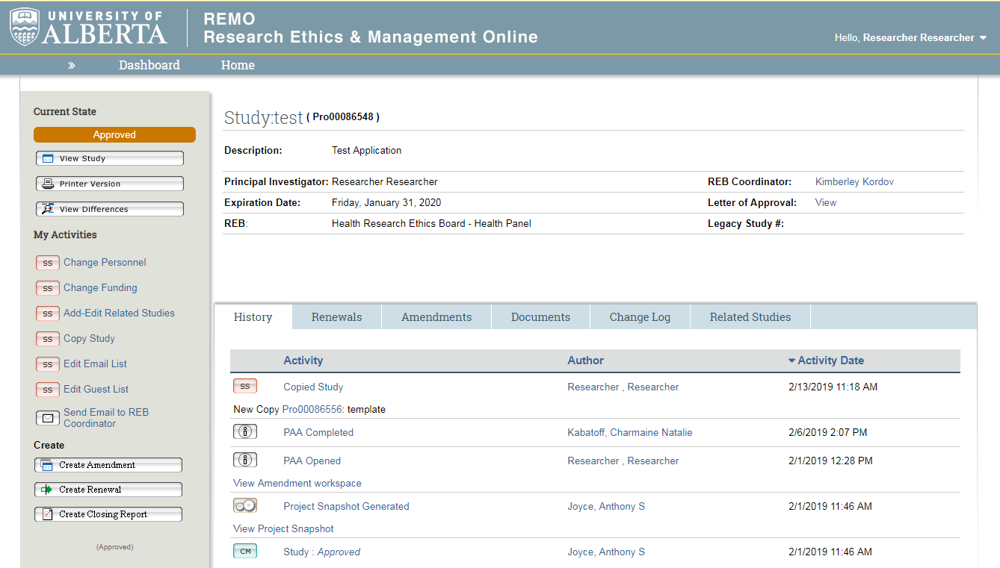 UNIVERSITY OF
ALBERTA
REMO
Research Ethics & Management Online
Hello, Researcher Researcher
» Dashboard Home
Current State
Approved
View Study
Printer Version
View Differences
My Activities
SS Change Personnel
SS Change Funding
SS Add-Edit Related Studies
SS Copy Study
SS Edit Email List
SS Edit Guest List
Send Email to REB
Coordinator
Create
Create Amendment
Create Renewal
Create Closing Report
(Approved)
Study:test ( Pro00086548 )
Description: Test Application
Principal Investigator: Researcher Researcher REB Coordinator: Kimberley Kordov
Expiration Date: Friday, January 31, 2020 Letter of Approval: View
REB: Health Research Ethics Board - Health Panel Legacy Study #:
History Renewals Amendments Documents Change Log Related Studies
Activity Author Activity Date
SS Copied Study Researcher , Researcher 2/13/2019 11:18 AM
New Copy Pro00086556: template
PAA Completed Kabatoff, Charmaine Natalie 2/6/2019 2:07 PM
PAA Opened Researcher , Researcher 2/1/2019 12:28 PM
View Amendment workspace
Project Snapshot Generated Joyce, Anthony S 2/1/2019 11:46 AM
View Project Snapshot
CM Study : Approved Joyce, Anthony S 2/1/2019 11:46 AM